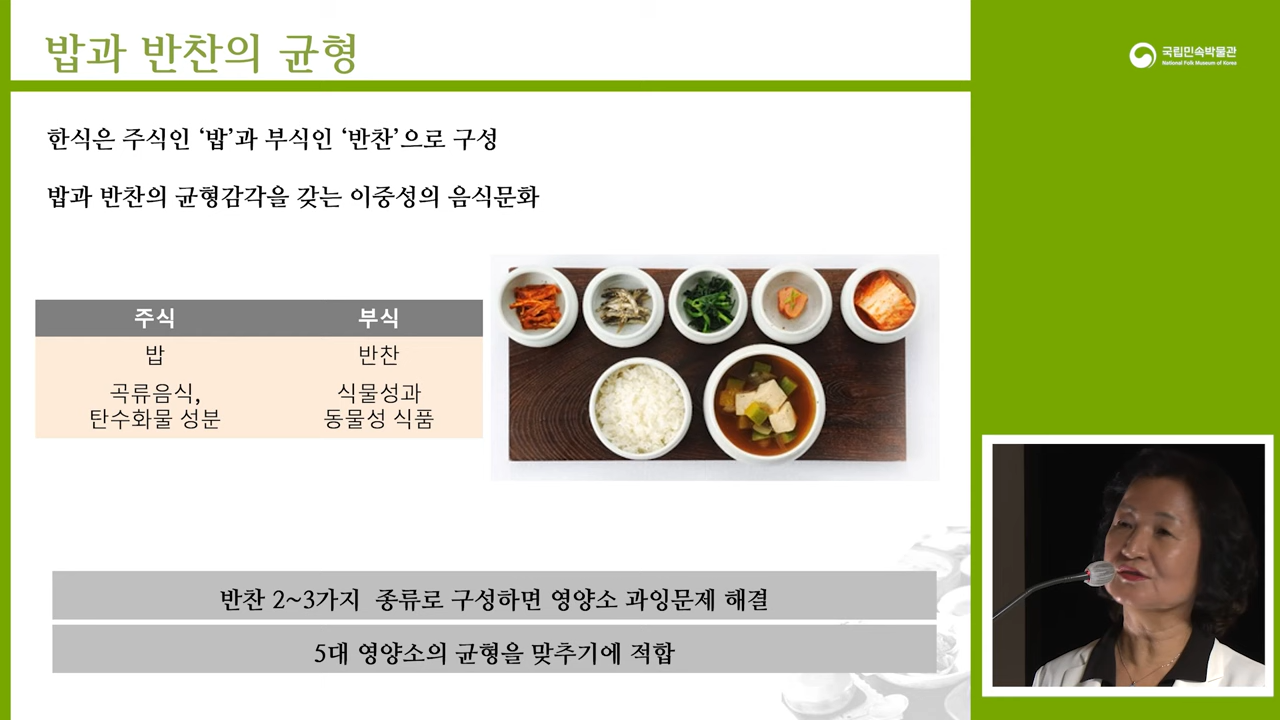 밥과 반찬의 균형
국립민속박물관
National Folk Museum of Korea
한식은 주식인 ‘밥’과 부식인 ‘반찬’으로 구성
밥과 반찬의 균형감각을 갖는 이중성의 음식문화
주식 부식
밥 반찬
곡류음식, 식물성과
탄수화물 성분 동물성 식품
반찬 2~3가지 종류로 구성하면 영양소 과잉문제 해결
5대 영양소의 균형을 맞추기에 적합